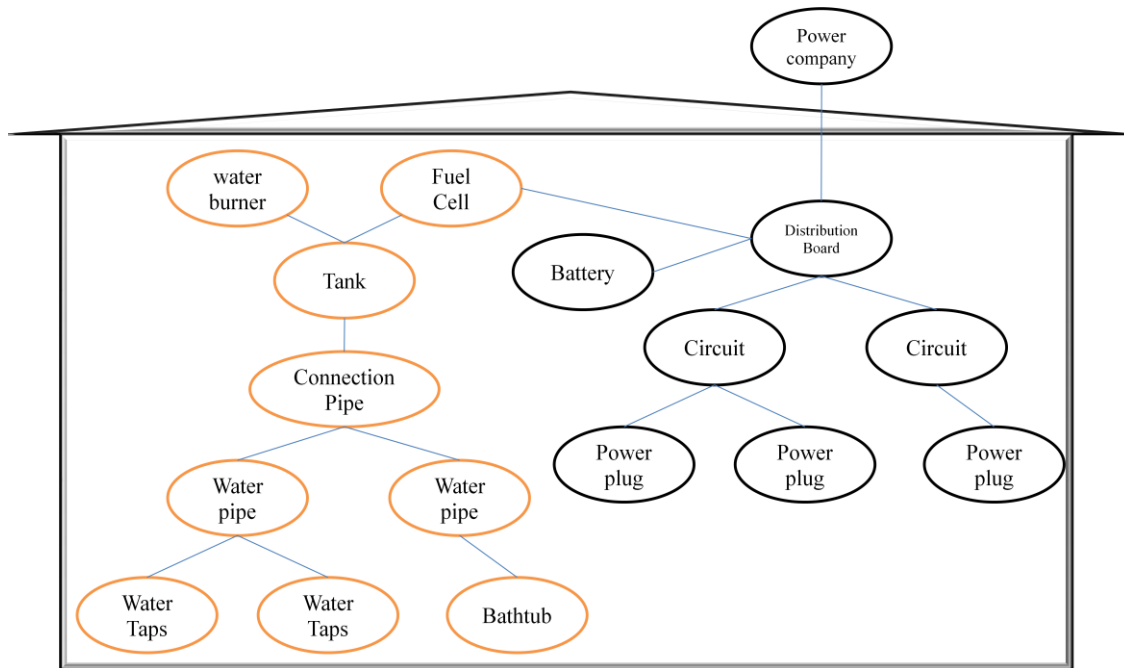 Power
company
water
burner
Fuel
Cell
Distribution
Board
Tank
Battery
Circuit
Circuit
Connection
Pipe
Power
plug
Power
plug
Power
plug
Water
pipe
Water
pipe
Water
Taps
Water
Taps
Bathtub